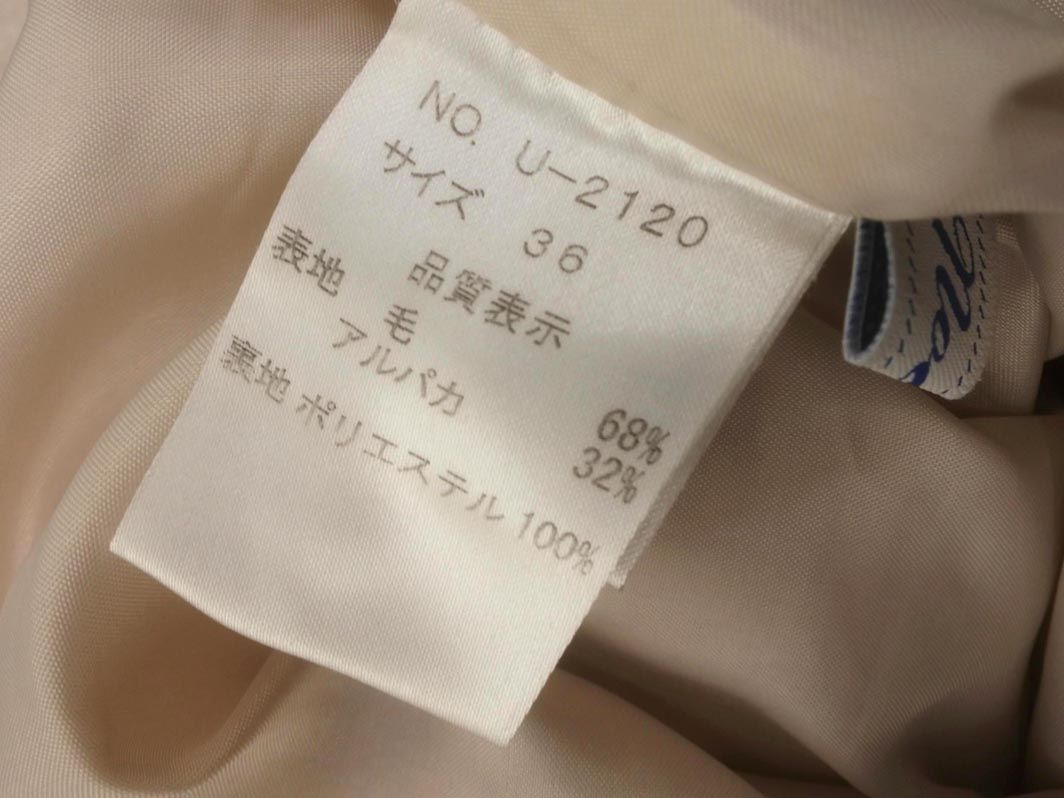 NO. U-2120
サイズ 36
品質表示
表地 毛 68%
アルパカ 32%
裏地 ポリエステル 100%